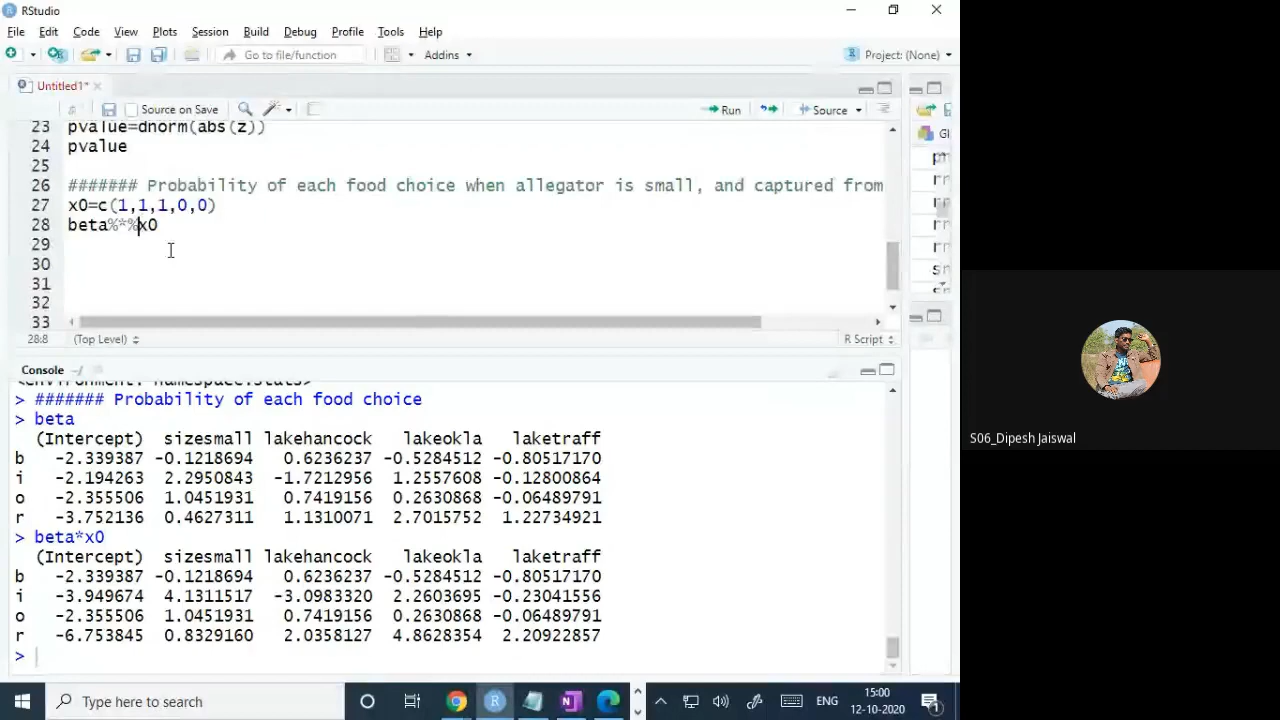 RStudio
File Edit Code View Plots Session Build Debug Profile Tools Help
Go to file/function Addins Project: (None)
Untitled1*
Source on Save Run Source
23 pvalue=dnorm(abs(z))
24 pvalue
25
26 ####### Probability of each food choice when allegator is small, and captured from
27 x0=c(1,1,1,0,0)
28 beta%*%x0
29
30
31
32
33
28:8 (Top Level) R Script
Console ~/
> ####### Probability of each food choice
> beta
(Intercept) sizesmall lakehancock lakeokla laketraff
b -2.339387 -0.1218694 0.6236237 -0.5284512 -0.80517170
i -2.194263 2.2950843 -1.7212956 1.2557608 -0.12800864
o -2.355506 1.0451931 0.7419156 0.2630868 -0.06489791
r -3.752136 0.4627311 1.1310071 2.7015752 1.22734921
> beta*x0
(Intercept) sizesmall lakehancock lakeokla laketraff
b -2.339387 -0.1218694 0.6236237 -0.5284512 -0.80517170
i -3.949674 4.1311517 -3.0983320 2.2603695 -0.23041556
o -2.355506 1.0451931 0.7419156 0.2630868 -0.06489791
r -6.753845 0.8329160 2.0358127 4.8628354 2.20922857
>
S06_Dipesh Jaiswal
Type here to search
ENG
15:00
12-10-2020